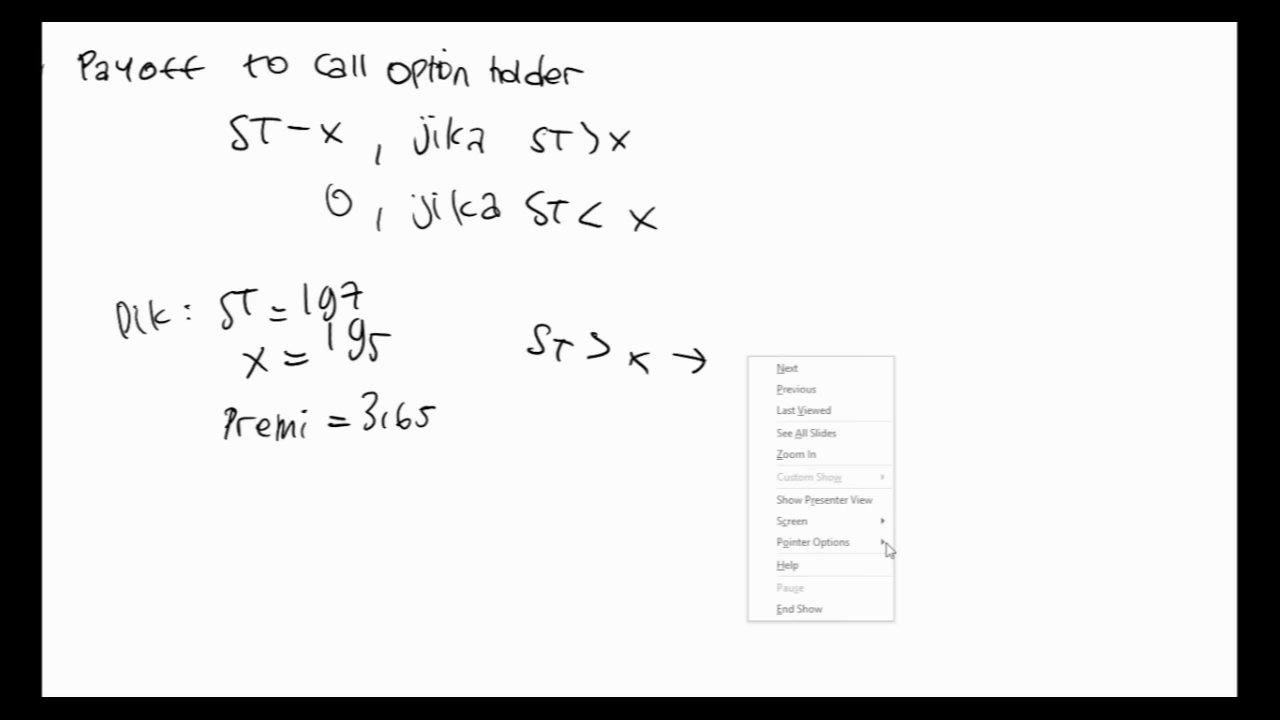 Payoff to call option holder
ST - x , jika ST > x
0 , jika ST < x
Dik : ST = 197
x = 195
ST > x →
Premi = 3,65
Next
Previous
Last Viewed
See All Slides
Zoom In
Custom Show
Show Presenter View
Screen
Pointer Options
Help
Pause
End Show